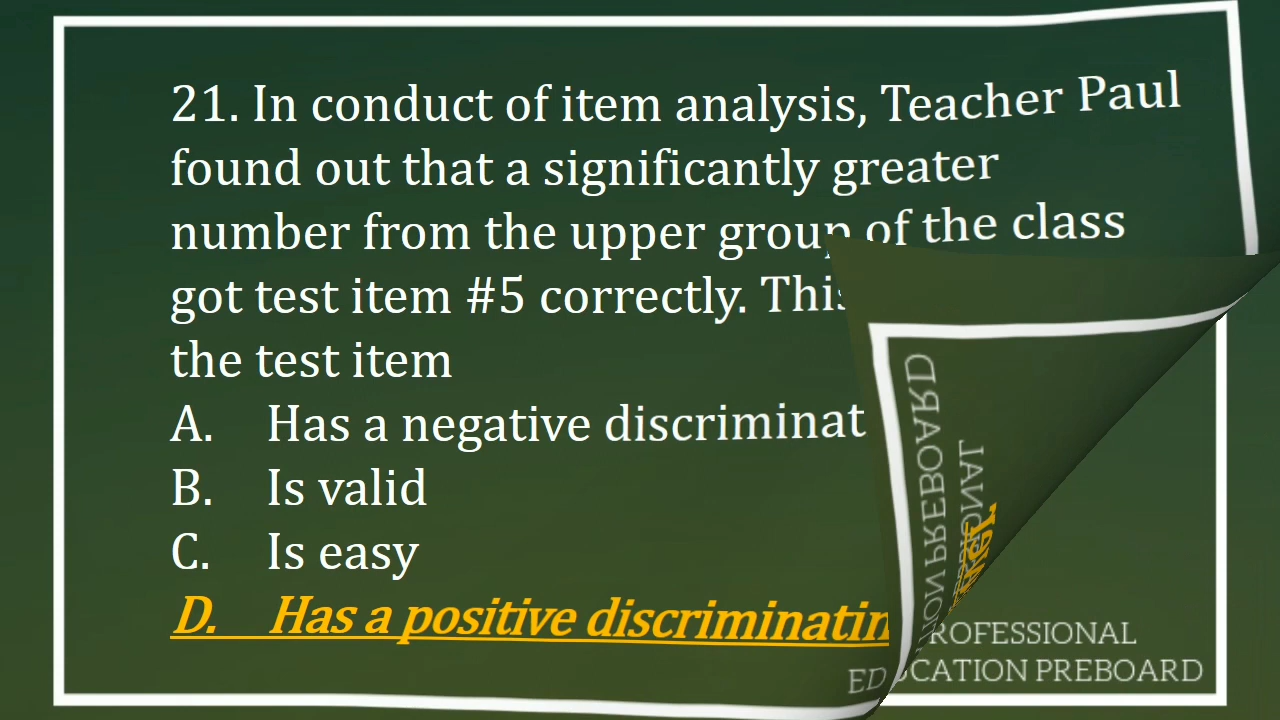 21. In conduct of item analysis, Teacher Paul
found out that a significantly greater
number from the upper group of the class
got test item #5 correctly. This
the test item
A. Has a negative
B. Is valid
C. Is easy
D. Has a positive
PROFESSIONAL
EDUCATION PREBOARD